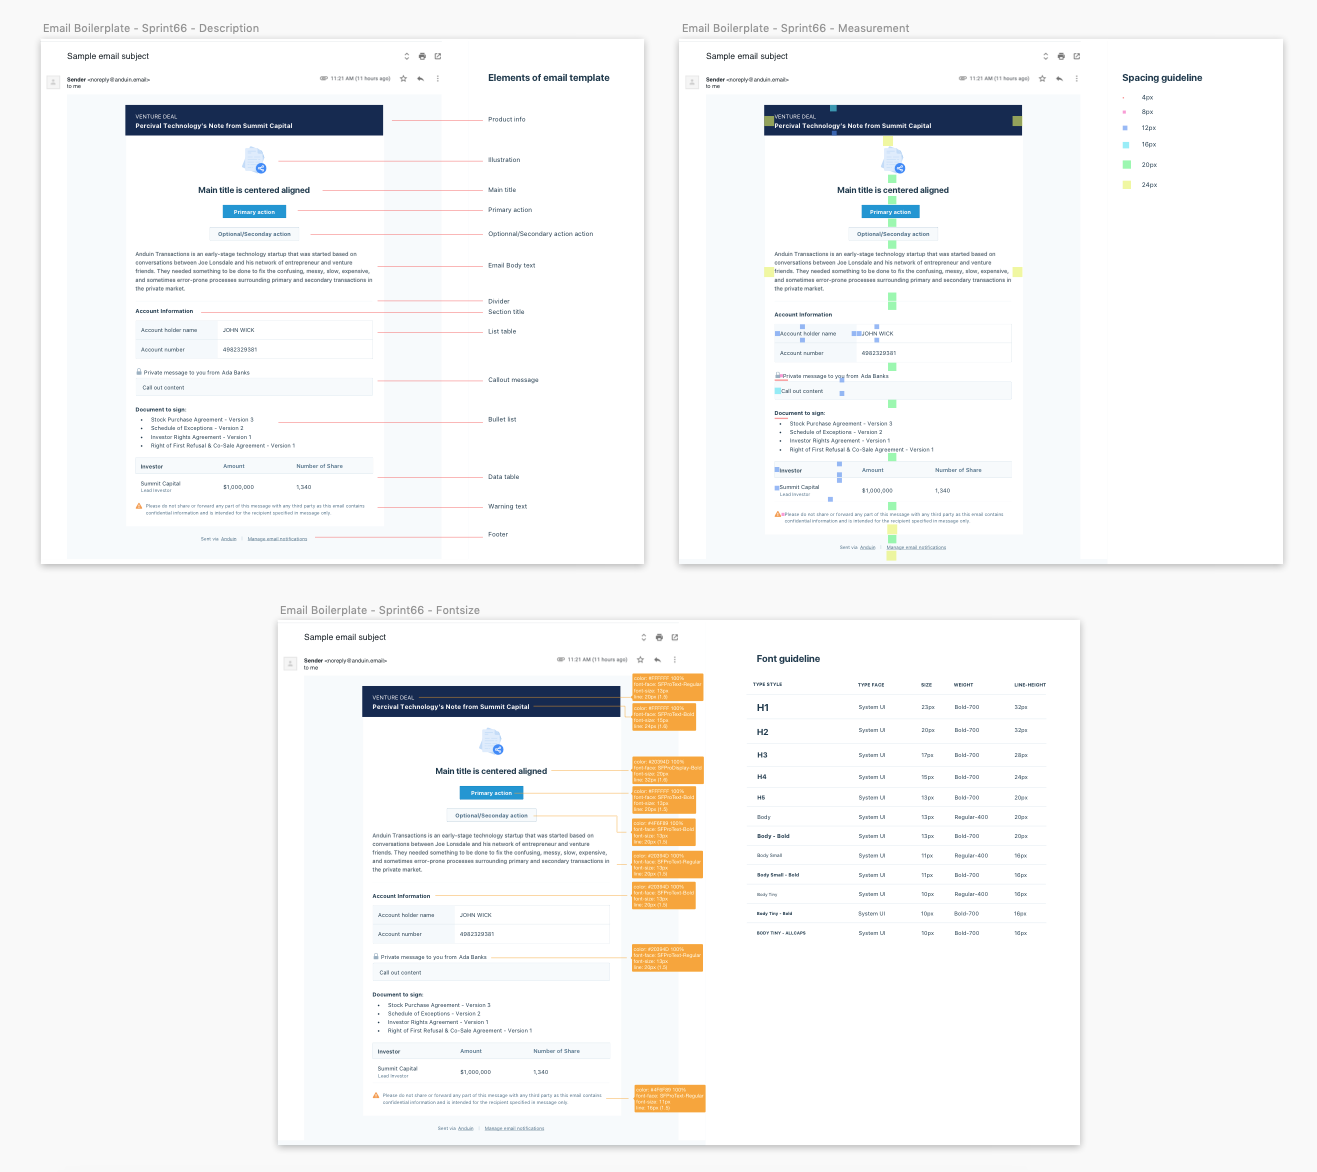 Email Boilerplate - Sprint66 - Description
Sample email subject
Sender <noreply@anduin.email>
to me
11:21 AM (11 hours ago)
VENTURE DEAL
Percival Technology's Note from Summit Capital
Main title is centered aligned
Primary action
Optional/Seconday action
Anduin Transactions is an early-stage technology startup that was started based on
conversations between Joe Lonsdale and his network of entrepreneur and venture
friends. They needed something to be done to fix the confusing, messy, slow, expensive,
and sometimes error-prone processes surrounding primary and secondary transactions in
the private market.
Account Information
Account holder name JOHN WICK
Account number 4982329381
Private message to you from Ada Banks
Call out content
Document to sign:
• Stock Purchase Agreement - Version 3
• Schedule of Exceptions - Version 2
• Investor Rights Agreement - Version 1
• Right of First Refusal & Co-Sale Agreement - Version 1
Investor Amount Number of Share
Summit Capital $1,000,000 1,340
Lead Investor
Please do not share or forward any part of this message with any third party as this email contains
confidential information and is intended for the recipient specified in message only.
Sent via Anduin | Manage email notifications
Elements of email template
Product info
Illustration
Main title
Primary action
Optionnal/Secondary action action
Email Body text
Divider
Section title
List table
Callout message
Bullet list
Data table
Warning text
Footer
Email Boilerplate - Sprint66 - Measurement
Sample email subject
Sender <noreply@anduin.email>
to me
11:21 AM (11 hours ago)
VENTURE DEAL
Percival Technology's Note from Summit Capital
Main title is centered aligned
Primary action
Optional/Seconday action
Anduin Transactions is an early-stage technology startup that was started based on
conversations between Joe Lonsdale and his network of entrepreneur and venture
friends. They needed something to be done to fix the confusing, messy, slow, expensive,
and sometimes error-prone processes surrounding primary and secondary transactions in
the private market.
Account Information
Account holder name JOHN WICK
Account number 4982329381
Private message to you from Ada Banks
Call out content
Document to sign:
• Stock Purchase Agreement - Version 3
• Schedule of Exceptions - Version 2
• Investor Rights Agreement - Version 1
• Right of First Refusal & Co-Sale Agreement - Version 1
Investor Amount Number of Share
Summit Capital $1,000,000 1,340
Lead Investor
Please do not share or forward any part of this message with any third party as this email contains
confidential information and is intended for the recipient specified in message only.
Sent via Anduin | Manage email notifications
Spacing guideline
4px
8px
12px
16px
20px
24px
Email Boilerplate - Sprint66 - Fontsize
Sample email subject
Sender <noreply@anduin.email>
to me
11:21 AM (11 hours ago)
VENTURE DEAL
Percival Technology's Note from Summit Capital
Main title is centered aligned
Primary action
Optional/Seconday action
Anduin Transactions is an early-stage technology startup that was started based on
conversations between Joe Lonsdale and his network of entrepreneur and venture
friends. They needed something to be done to fix the confusing, messy, slow, expensive,
and sometimes error-prone processes surrounding primary and secondary transactions in
the private market.
Account Information
Account holder name JOHN WICK
Account number 4982329381
Private message to you from Ada Banks
Call out content
Document to sign:
• Stock Purchase Agreement - Version 3
• Schedule of Exceptions - Version 2
• Investor Rights Agreement - Version 1
• Right of First Refusal & Co-Sale Agreement - Version 1
Investor Amount Number of Share
Summit Capital $1,000,000 1,340
Lead Investor
Please do not share or forward any part of this message with any third party as this email contains
confidential information and is intended for the recipient specified in message only.
Sent via Anduin | Manage email notifications
color: #FFFFFF 100%
font-face: SFProText-Regular
font-size: 13px
line: 20px (1.5)
color: #FFFFFF 100%
font-face: SFProText-Bold
font-size: 15px
line: 24px (1.6)
font-face: SFProDisplay-Bold
font-size: 20px
line: 32px (1.6)
color: #FFFFFF 100%
font-face: SFProText-Bold
font-size: 13px
line: 20px (1.5)
font-face: SFProText-Bold
font-size: 13px
line: 20px (1.5)
font-face: SFProText-Regular
font-size: 13px
line: 20px (1.5)
font-face: SFProText-Bold
font-size: 13px
line: 20px (1.5)
font-face: SFProText-Regular
font-size: 13px
line: 20px (1.5)
font-face: SFProText-Regular
font-size: 11px
line: 16px (1.5)
Font guideline
TYPE STYLE TYPE FACE SIZE WEIGHT LINE-HEIGHT
H1 System UI 23px Bold-700 32px
H2 System UI 20px Bold-700 32px
H3 System UI 17px Bold-700 28px
H4 System UI 15px Bold-700 24px
H5 System UI 13px Bold-700 20px
Body System UI 13px Regular-400 20px
Body - Bold System UI 13px Bold-700 20px
Body Small System UI 11px Regular-400 16px
Body Small - Bold System UI 11px Bold-700 16px
Body Tiny System UI 10px Regular-400 16px
Body Tiny - Bold System UI 10px Bold-700 16px
BODY TINY - ALLCAPS System UI 10px Bold-700 16px